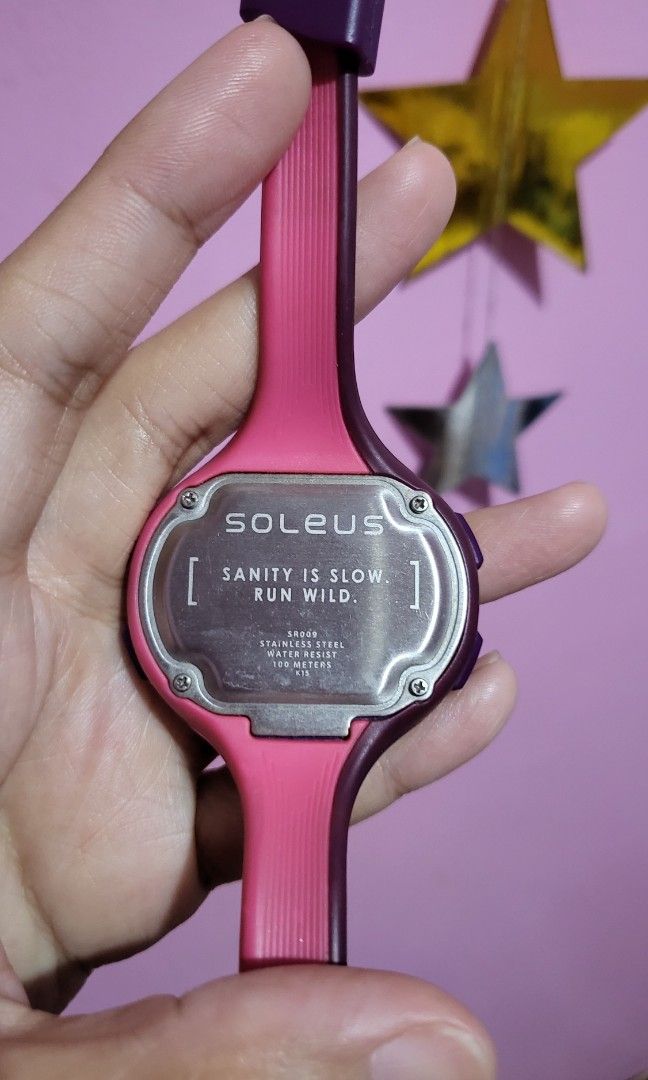 SOLEUS
[ SANITY IS SLOW. ]
RUN WILD.
SR009
STAINLESS STEEL
WATER RESIST
100 METERS
K15